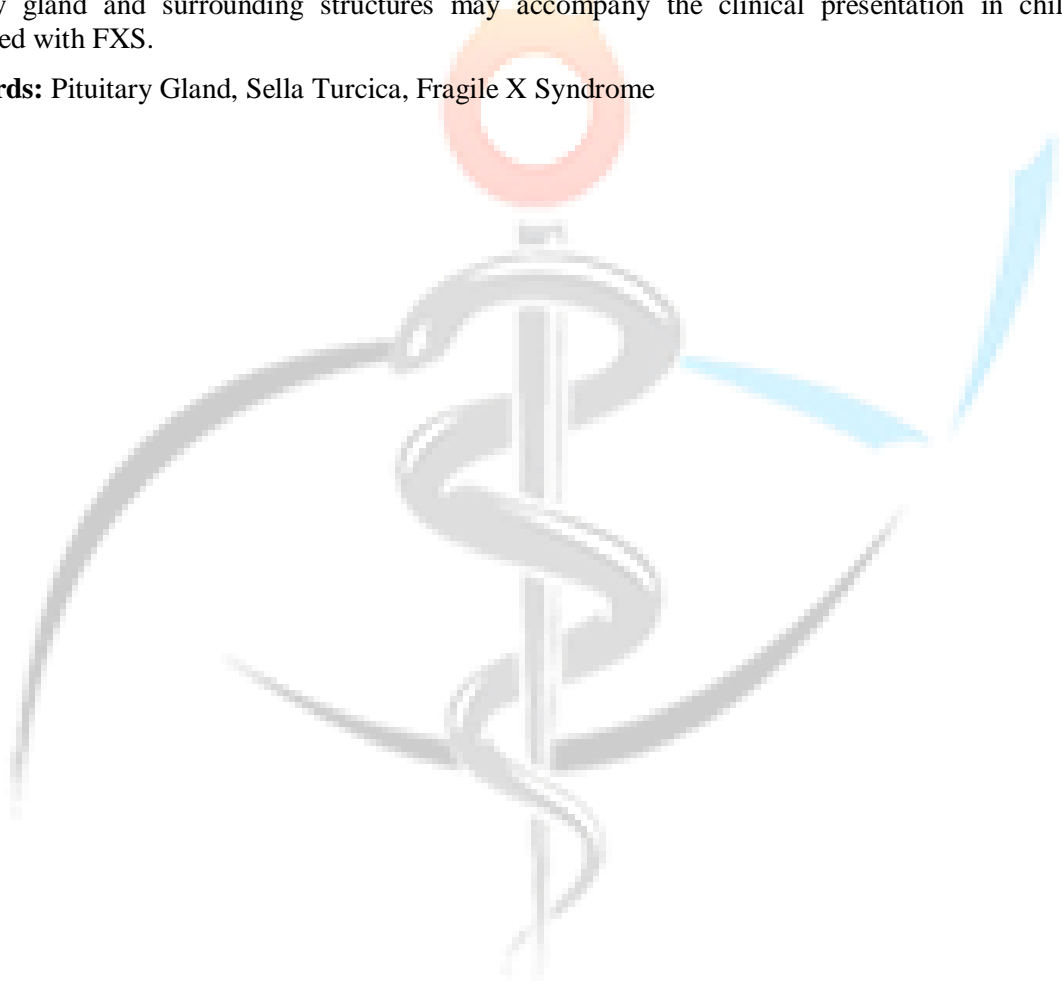 y gland and surrounding structures may accompany the clinical presentation in chil
ed with FXS.
rds: Pituitary Gland, Sella Turcica, Fragile X Syndrome